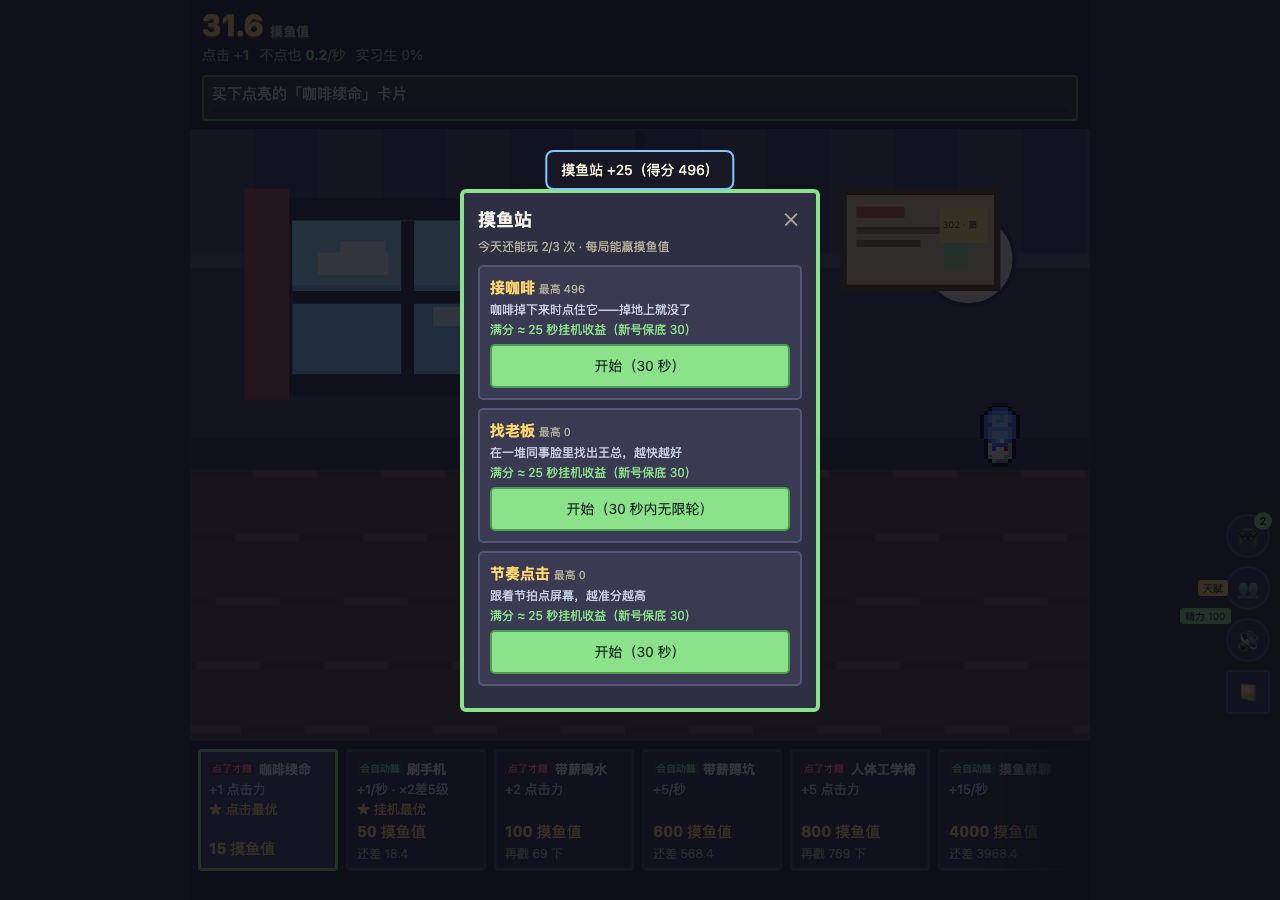 31.6 摸鱼值
点击 +1 不点也 0.2/秒 实习生 0%
买下点亮的「咖啡续命」卡片
摸鱼站 +25（得分 496）
摸鱼站
今天还能玩 2/3 次 · 每局能赢摸鱼值
接咖啡 最高 496
咖啡掉下来时点住它——掉地上就没了
满分 ≈ 25 秒挂机收益（新号保底 30）
开始（30 秒）
找老板 最高 0
在一堆同事脸里找出王总，越快越好
满分 ≈ 25 秒挂机收益（新号保底 30）
开始（30 秒内无限轮）
节奏点击 最高 0
跟着节拍点屏幕，越准分越高
满分 ≈ 25 秒挂机收益（新号保底 30）
开始（30 秒）
302 · 第
2
天赋
精力 100
点了才赚 咖啡续命
+1 点击力
★ 点击最优
15 摸鱼值
会自动赚 刷手机
+1/秒 · ×2差5级
★ 挂机最优
50 摸鱼值
还差 18.4
点了才赚 带薪喝水
+2 点击力
100 摸鱼值
再戳 69 下
会自动赚 带薪蹲坑
+5/秒
600 摸鱼值
还差 568.4
点了才赚 人体工学椅
+5 点击力
800 摸鱼值
再戳 769 下
会自动赚 摸鱼群聊
+15/秒
4000 摸鱼值
还差 3968.4